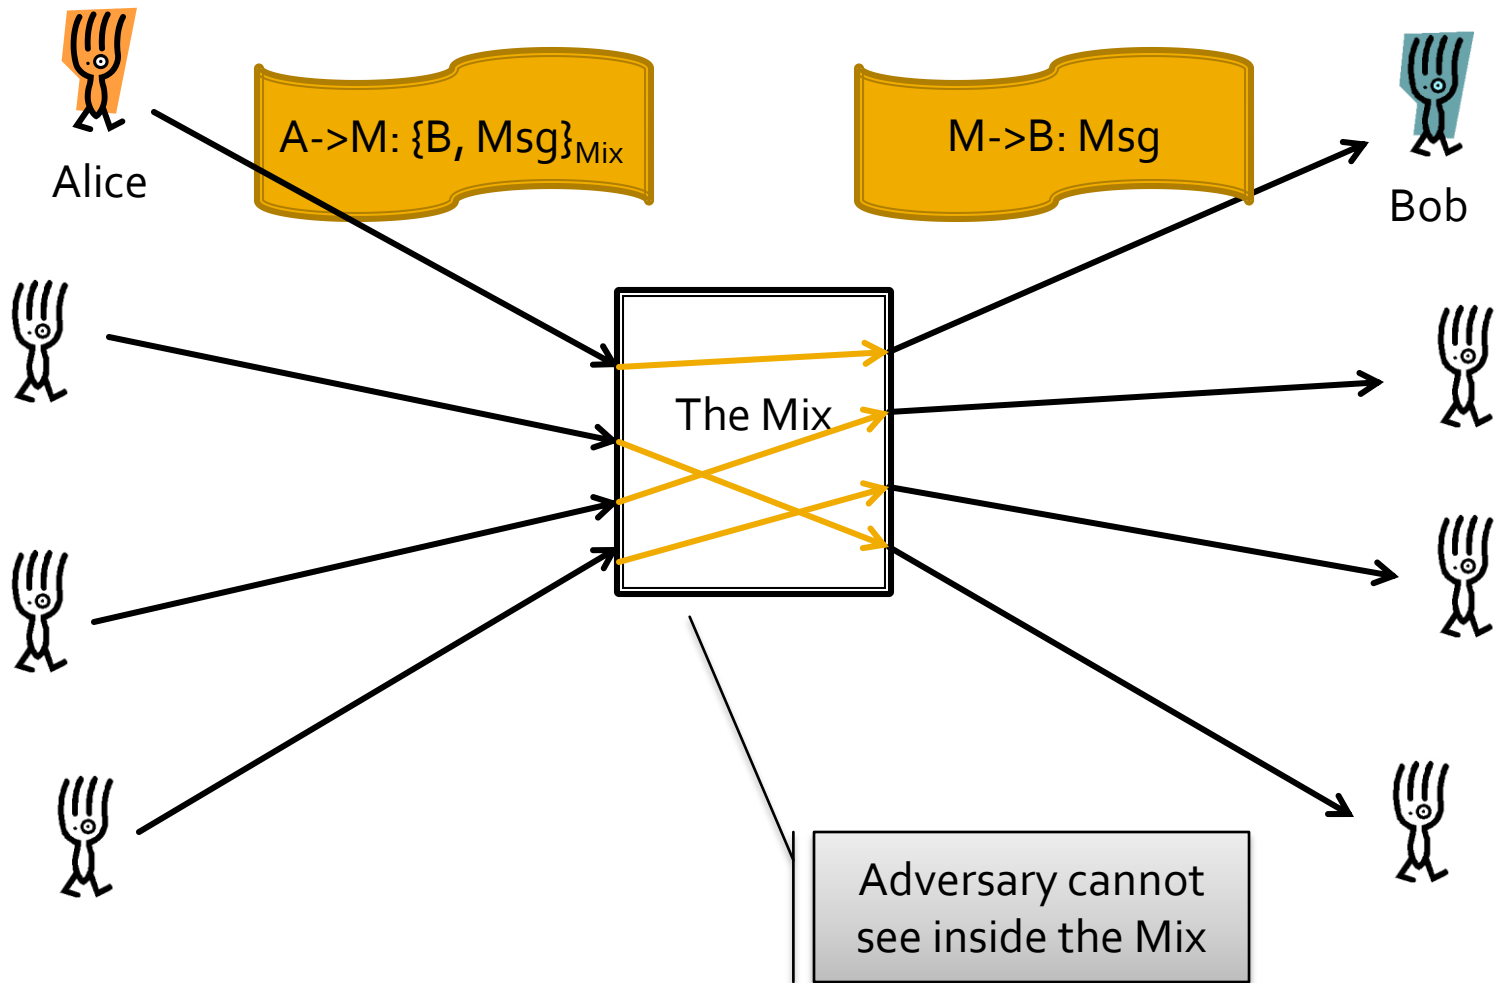 A->M: {B, Msg}Mix
M->B: Msg
Alice
Bob
The Mix
Adversary cannot
see inside the Mix